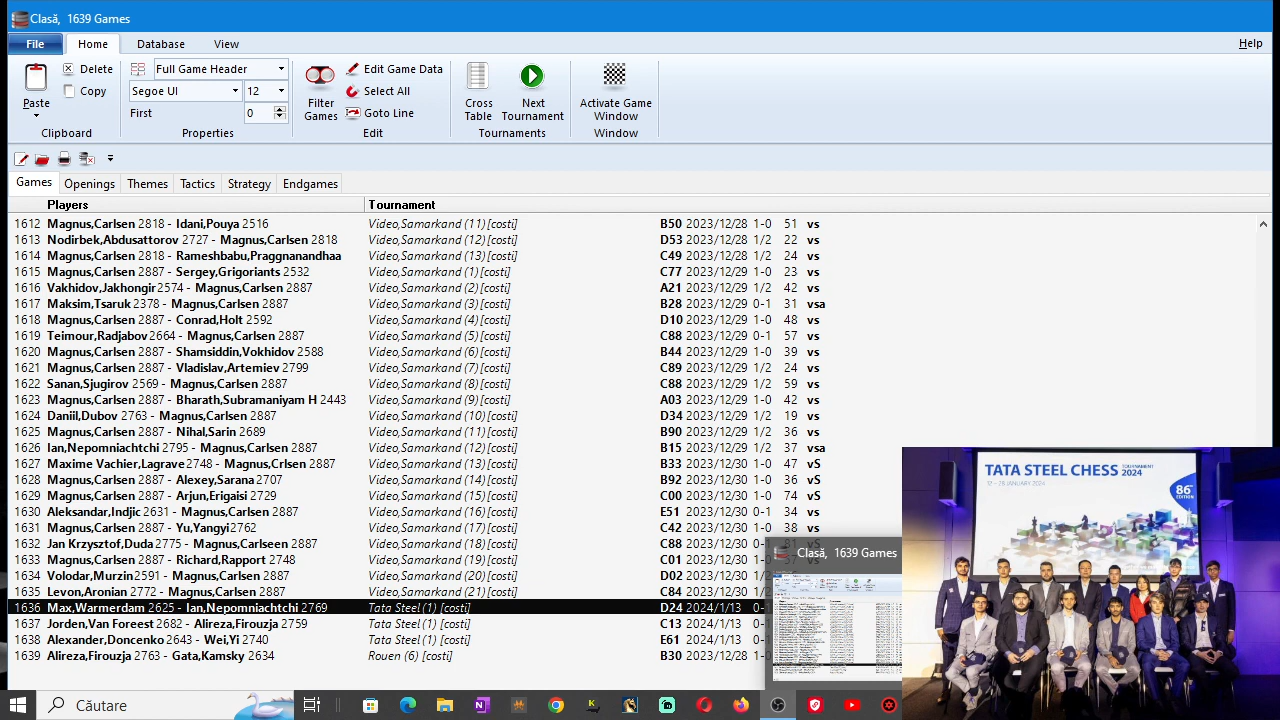 Clasă, 1639 Games
File Home Database View Help
Paste Delete Copy Clipboard
Full Game Header Segoe UI 12 First 0 Properties
Filter Games Edit Game Data Select All Goto Line Edit
Cross Table Next Tournament Tournaments
Activate Game Window Window
Games Openings Themes Tactics Strategy Endgames
Players Tournament
1612 Magnus,Carlsen 2818 - Idani,Pouya 2516 Video,Samarkand (11) [costi] B50 2023/12/28 1-0 51 vs
1613 Nodirbek,Abdusattorov 2727 - Magnus,Carlsen 2818 Video,Samarkand (12) [costi] D53 2023/12/28 1/2 22 vs
1614 Magnus,Carlsen 2818 - Rameshbabu,Praggnanandhaa Video,Samarkand (13) [costi] C49 2023/12/28 1/2 24 vs
1615 Magnus,Carlsen 2887 - Sergey,Grigoriants 2532 Video,Samarkand (1) [costi] C77 2023/12/29 1-0 23 vs
1616 Vakhidov,Jakhongir 2574 - Magnus,Carlsen 2887 Video,Samarkand (2) [costi] A21 2023/12/29 1/2 42 vs
1617 Maksim,Tsaruk 2378 - Magnus,Carlsen 2887 Video,Samarkand (3) [costi] B28 2023/12/29 0-1 31 vsa
1618 Magnus,Carlsen 2887 - Conrad,Holt 2592 Video,Samarkand (4) [costi] D10 2023/12/29 1-0 48 vs
1619 Teimour,Radjabov 2664 - Magnus,Carlsen 2887 Video,Samarkand (5) [costi] C88 2023/12/29 0-1 57 vs
1620 Magnus,Carlsen 2887 - Shamsiddin,Vokhidov 2588 Video,Samarkand (6) [costi] B44 2023/12/29 1-0 39 vs
1621 Magnus,Carlsen 2887 - Vladislav,Artemiev 2799 Video,Samarkand (7) [costi] C89 2023/12/29 1/2 24 vs
1622 Sanan,Sjugirov 2569 - Magnus,Carlsen 2887 Video,Samarkand (8) [costi] C88 2023/12/29 1/2 59 vs
1623 Magnus,Carlsen 2887 - Bharath,Subramaniyam H 2443 Video,Samarkand (9) [costi] A03 2023/12/29 1-0 42 vs
1624 Daniil,Dubov 2763 - Magnus,Carlsen 2887 Video,Samarkand (10) [costi] D34 2023/12/29 1/2 19 vs
1625 Magnus,Carlsen 2887 - Nihal,Sarin 2689 Video,Samarkand (11) [costi] B90 2023/12/29 1/2 36 vs
1626 Ian,Nepomniachtchi 2795 - Magnus,Carlsen 2887 Video,Samarkand (12) [costi] B15 2023/12/29 1/2 37 vsa
1627 Maxime Vachier,Lagrave 2748 - Magnus,Crlsen 2887 Video,Samarkand (13) [costi] B33 2023/12/30 1-0 47 vS
1628 Magnus,Carlsen 2887 - Alexey,Sarana 2707 Video,Samarkand (14) [costi] B92 2023/12/30 1-0 36 vS
1629 Magnus,Carlsen 2887 - Arjun,Erigaisi 2729 Video,Samarkand (15) [costi] C00 2023/12/30 1-0 74 vS
1630 Aleksandar,Indjic 2631 - Magnus,Carlsen 2887 Video,Samarkand (16) [costi] E51 2023/12/30 0-1 34 vs
1631 Magnus,Carlsen 2887 - Yu,Yangyi 2762 Video,Samarkand (17) [costi] C42 2023/12/30 1-0 38 vs
1632 Jan Krzysztof,Duda 2775 - Magnus,Carlseen 2887 Video,Samarkand (18) [costi] C88 2023/12/30 0-1 81 vs
1633 Magnus,Carlsen 2887 - Richard,Rapport 2748 Video,Samarkand (19) [costi] C01 2023/12/30
1634 Volodar,Murzin 2591 - Magnus,Carlsen 2887 Video,Samarkand (20) [costi] D02 2023/12/30
1635 Levon,Aronian 2772 - Magnus,Carlsen 2887 Video,Samarkand (21) [costi] C84 2023/12/30
1636 Max,Warmerdam 2625 - Ian,Nepomniachtchi 2769 Tata Steel (1) [costi] D24 2024/1/13 0-
1637 Jorden,Van Foreest 2682 - Alireza,Firouzja 2759 Tata Steel (1) [costi] C13 2024/1/13 0-1
1638 Alexander,Donchenko 2643 - Wei,Yi 2740 Tata Steel (1) [costi] E61 2024/1/13 0-1
1639 Alireza,Firouzja 2763 - Gata,Kamsky 2634 Rouen (6) [costi] B30 2023/12/28 1-0
Clasă, 1639 Games
TATA STEEL CHESS TOURNAMENT 2024
86TH EDITION
Căutare